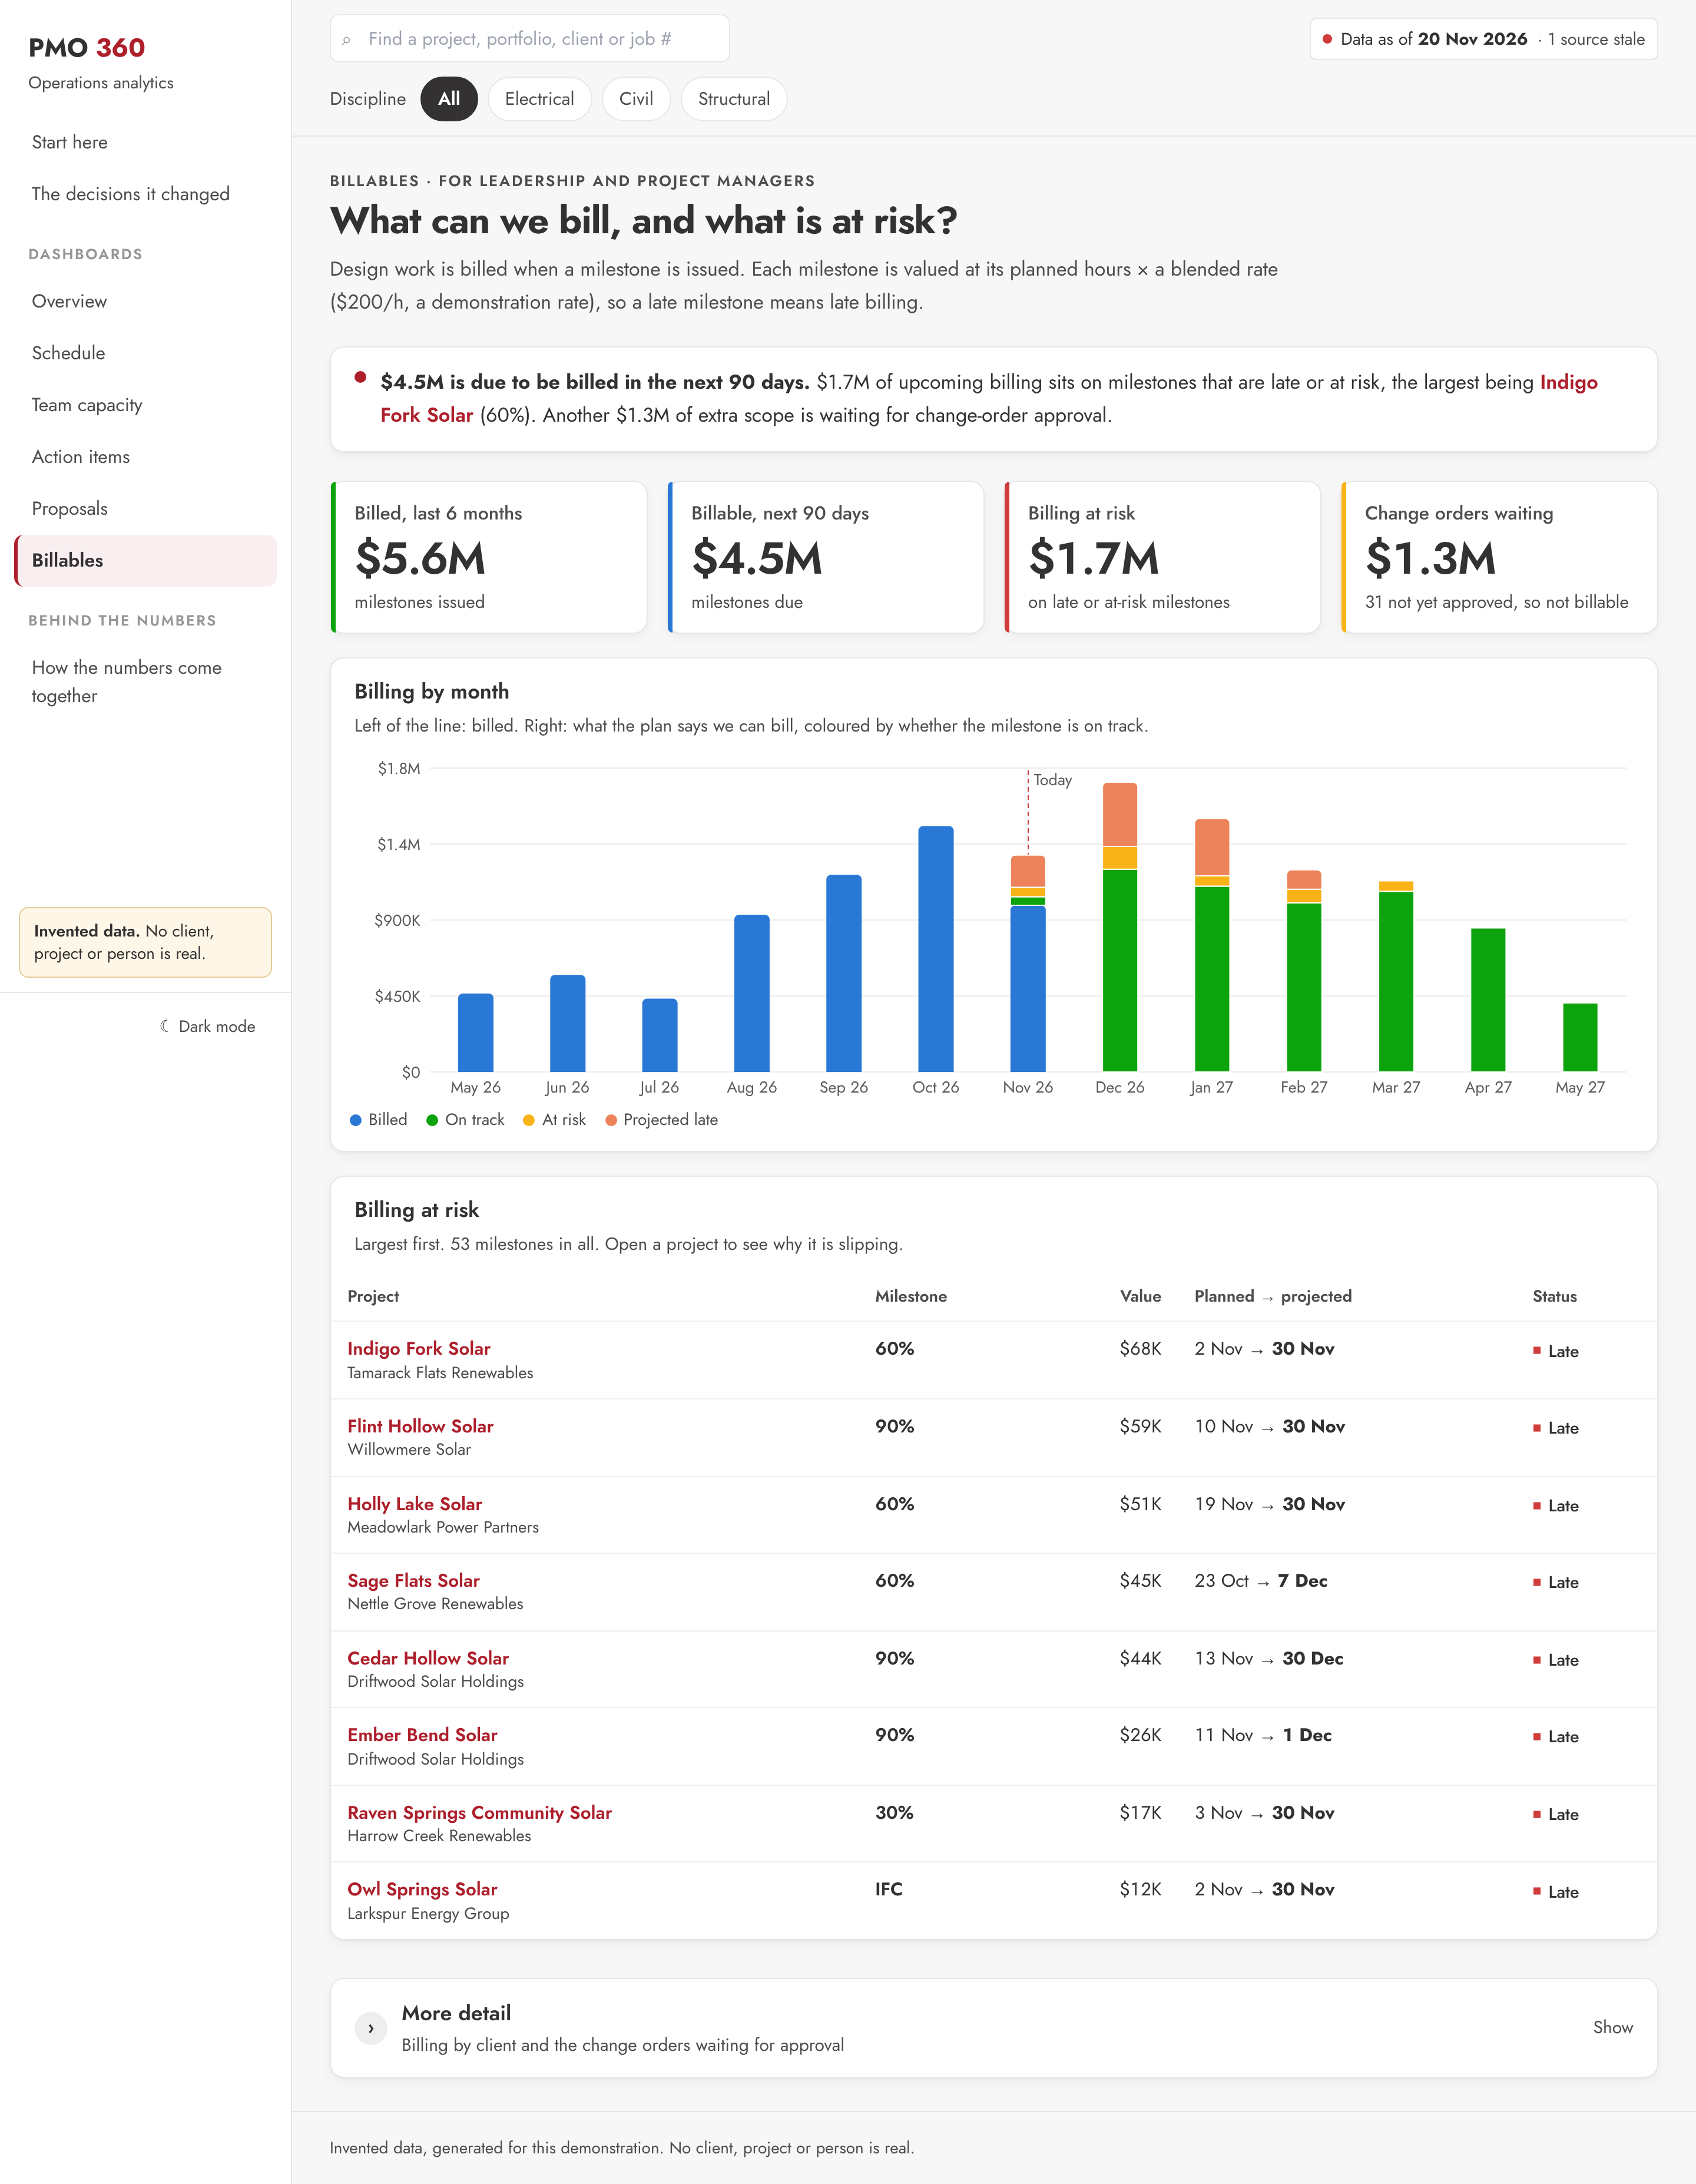 PMO 360
Operations analytics
Start here
The decisions it changed
DASHBOARDS
Overview
Schedule
Team capacity
Action items
Proposals
Billables
BEHIND THE NUMBERS
How the numbers come
together
Invented data. No client,
project or person is real.
☾ Dark mode
Find a project, portfolio, client or job #
Data as of 20 Nov 2026 · 1 source stale
Discipline All Electrical Civil Structural
BILLABLES · FOR LEADERSHIP AND PROJECT MANAGERS
What can we bill, and what is at risk?
Design work is billed when a milestone is issued. Each milestone is valued at its planned hours × a blended rate
($200/h, a demonstration rate), so a late milestone means late billing.
$4.5M is due to be billed in the next 90 days. $1.7M of upcoming billing sits on milestones that are late or at risk, the largest being Indigo
Fork Solar (60%). Another $1.3M of extra scope is waiting for change-order approval.
Billed, last 6 months
$5.6M
milestones issued
Billable, next 90 days
$4.5M
milestones due
Billing at risk
$1.7M
on late or at-risk milestones
Change orders waiting
$1.3M
31 not yet approved, so not billable
Billing by month
Left of the line: billed. Right: what the plan says we can bill, coloured by whether the milestone is on track.
$1.8M
$1.4M
$900K
$450K
$0
Today
May 26 Jun 26 Jul 26 Aug 26 Sep 26 Oct 26 Nov 26 Dec 26 Jan 27 Feb 27 Mar 27 Apr 27 May 27
Billed On track At risk Projected late
Billing at risk
Largest first. 53 milestones in all. Open a project to see why it is slipping.
Project Milestone Value Planned → projected Status
Indigo Fork Solar 60% $68K 2 Nov → 30 Nov Late
Tamarack Flats Renewables
Flint Hollow Solar 90% $59K 10 Nov → 30 Nov Late
Willowmere Solar
Holly Lake Solar 60% $51K 19 Nov → 30 Nov Late
Meadowlark Power Partners
Sage Flats Solar 60% $45K 23 Oct → 7 Dec Late
Nettle Grove Renewables
Cedar Hollow Solar 90% $44K 13 Nov → 30 Dec Late
Driftwood Solar Holdings
Ember Bend Solar 90% $26K 11 Nov → 1 Dec Late
Driftwood Solar Holdings
Raven Springs Community Solar 30% $17K 3 Nov → 30 Nov Late
Harrow Creek Renewables
Owl Springs Solar IFC $12K 2 Nov → 30 Nov Late
Larkspur Energy Group
› More detail Show
Billing by client and the change orders waiting for approval
Invented data, generated for this demonstration. No client, project or person is real.